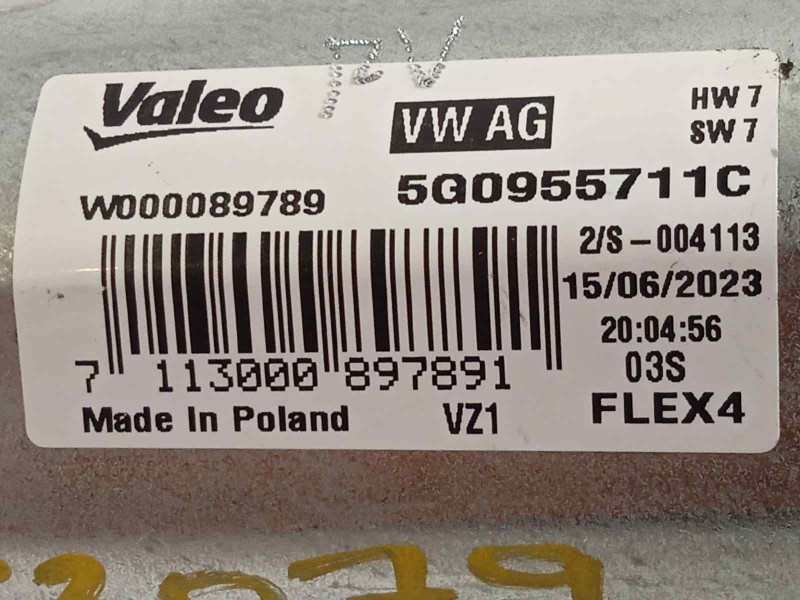 12V
Valeo
VW AG
HW 7
SW 7
W000089789
5G0955711C
2/S-004113
15/06/2023
20:04:56
7 113000 897891
03S
Made In Poland
VZ1
FLEX4